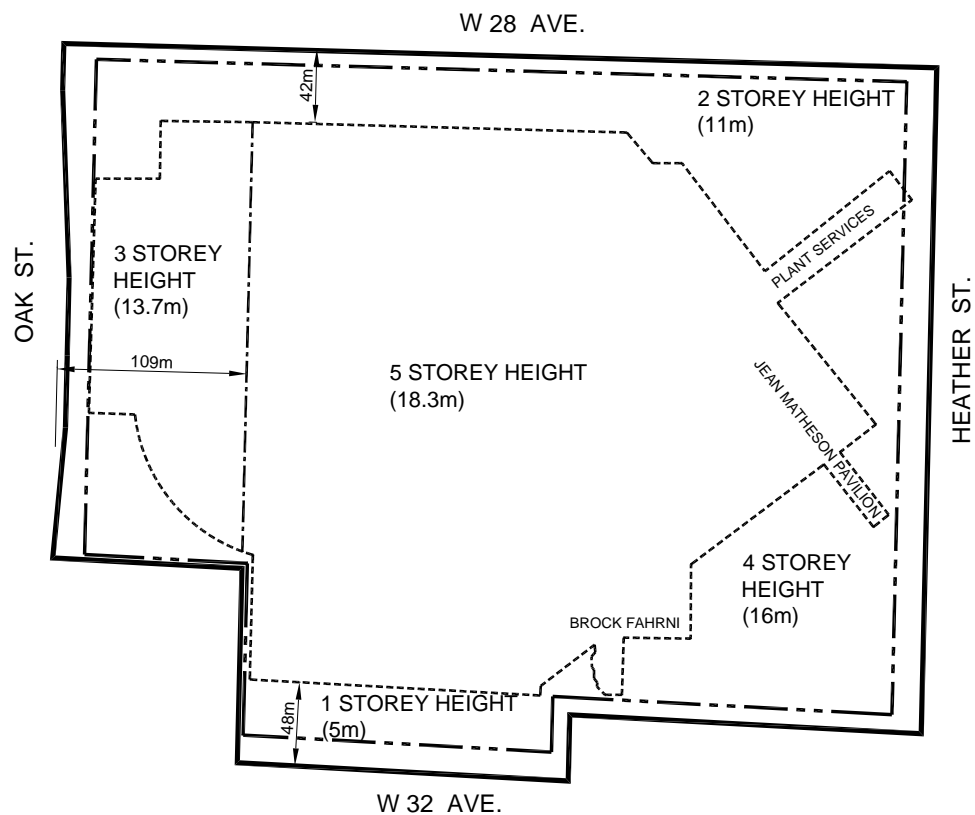 W 28 AVE.
42m
2 STOREY HEIGHT
(11m)
PLANT SERVICES
OAK ST.
3 STOREY
HEIGHT
(13.7m)
109m
5 STOREY HEIGHT
(18.3m)
HEATHER ST.
JEAN MATHESON PAVILION
4 STOREY
HEIGHT
(16m)
BROCK FAHRNI
48m
1 STOREY HEIGHT
(5m)
W 32 AVE.